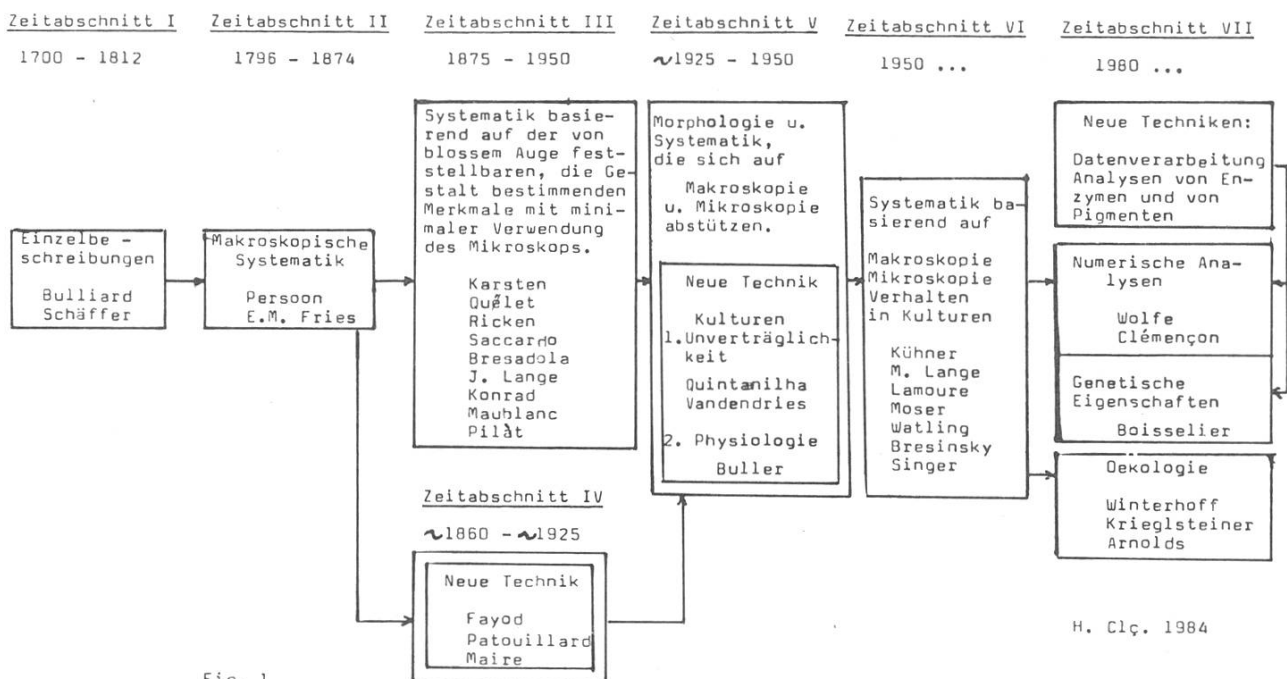 Zeitabschnitt I
1700 - 1812
Einzelbe-
schreibungen
Bulliard
Schäffer
Zeitabschnitt II
1796 - 1874
Makroskopische
Systematik
Persoon
E.M. Fries
Zeitabschnitt III
1875 - 1950
Systematik basie-
rend auf der von
blossem Auge fest-
stellbaren, die Ge-
stalt bestimmenden
Merkmale mit mini-
maler Verwendung
des Mikroskops.
Karsten
Quélet
Ricken
Saccardo
Bresadola
J. Lange
Konrad
Maublanc
Pilàt
Zeitabschnitt IV
~1860 - ~1925
Neue Technik
Fayod
Patouillard
Maire
Zeitabschnitt V
~1925 - 1950
Morphologie u.
Systematik,
die sich auf
Makroskopie
u. Mikroskopie
abstützen.
Neue Technik
Kulturen
1.Unverträglich-
keit
Quintanilha
Vandendries
2. Physiologie
Buller
Zeitabschnitt VI
1950 ...
Systematik ba-
sierend auf
Makroskopie
Mikroskopie
Verhalten
in Kulturen
Kühner
M. Lange
Lamoure
Moser
Watling
Bresinsky
Singer
Zeitabschnitt VII
1980 ...
Neue Techniken:
Datenverarbeitung
Analysen von En-
zymen und von
Pigmenten
Numerische Ana-
lysen
Wolfe
Clémençon
Genetische
Eigenschaften
Boisselier
Oekologie
Winterhoff
Krieglsteiner
Arnolds
H. Clç. 1984
Fig. 1